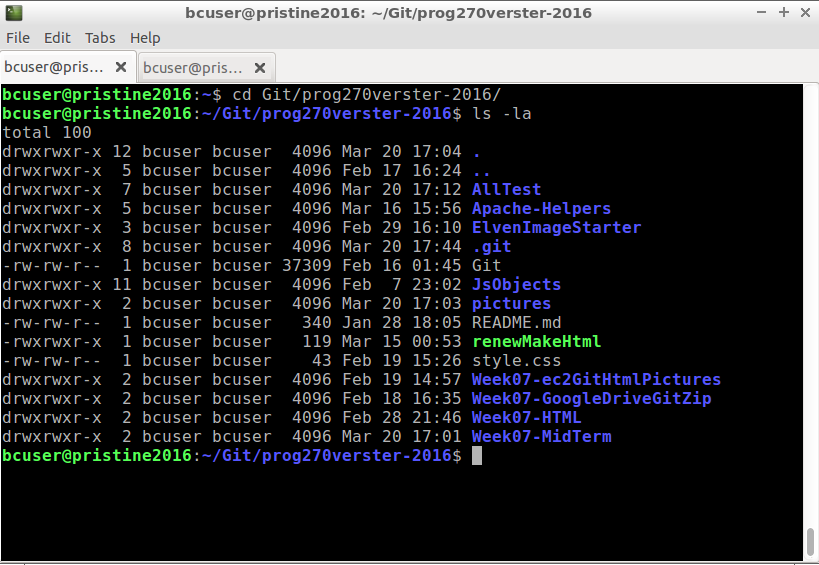 bcuser@pristine2016: ~/Git/prog270verster-2016
File Edit Tabs Help
bcuser@pris... bcuser@pris...
bcuser@pristine2016:~$ cd Git/prog270verster-2016/
bcuser@pristine2016:~/Git/prog270verster-2016$ ls -la
total 100
drwxrwxr-x 12 bcuser bcuser  4096 Mar 20 17:04 .
drwxrwxr-x  5 bcuser bcuser  4096 Feb 17 16:24 ..
drwxrwxr-x  7 bcuser bcuser  4096 Mar 20 17:12 AllTest
drwxrwxr-x  5 bcuser bcuser  4096 Mar 16 15:56 Apache-Helpers
drwxrwxr-x  3 bcuser bcuser  4096 Feb 29 16:10 ElvenImageStarter
drwxrwxr-x  8 bcuser bcuser  4096 Mar 20 17:44 .git
-rw-rw-r--  1 bcuser bcuser 37309 Feb 16 01:45 Git
drwxrwxr-x 11 bcuser bcuser  4096 Feb  7 23:02 JsObjects
drwxrwxr-x  2 bcuser bcuser  4096 Mar 20 17:03 pictures
-rw-rw-r--  1 bcuser bcuser   340 Jan 28 18:05 README.md
-rwxrwxr-x  1 bcuser bcuser   119 Mar 15 00:53 renewMakeHtml
-rw-rw-r--  1 bcuser bcuser    43 Feb 19 15:26 style.css
drwxrwxr-x  2 bcuser bcuser  4096 Feb 19 14:57 Week07-ec2GitHtmlPictures
drwxrwxr-x  2 bcuser bcuser  4096 Feb 18 16:35 Week07-GoogleDriveGitZip
drwxrwxr-x  2 bcuser bcuser  4096 Feb 28 21:46 Week07-HTML
drwxrwxr-x  2 bcuser bcuser  4096 Mar 20 17:01 Week07-MidTerm
bcuser@pristine2016:~/Git/prog270verster-2016$